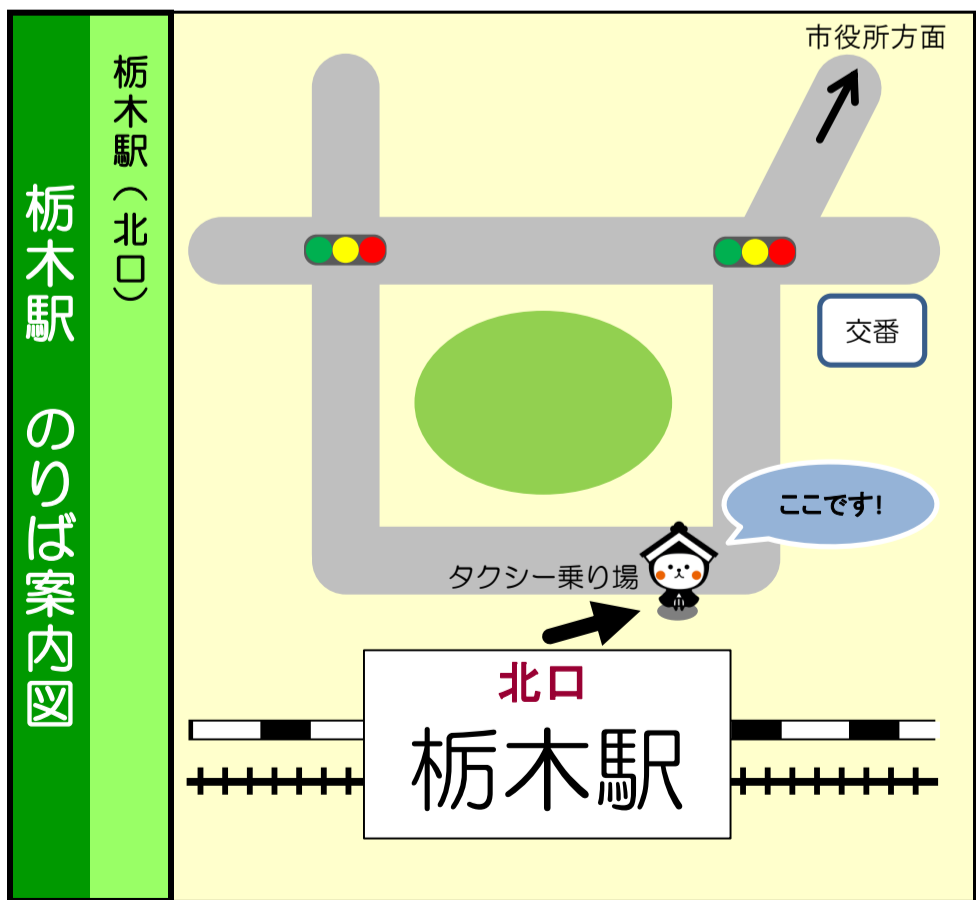 栃木駅 のりば案内図
栃木駅（北口）
市役所方面
交番
ここです!
タクシー乗り場
北口
栃木駅